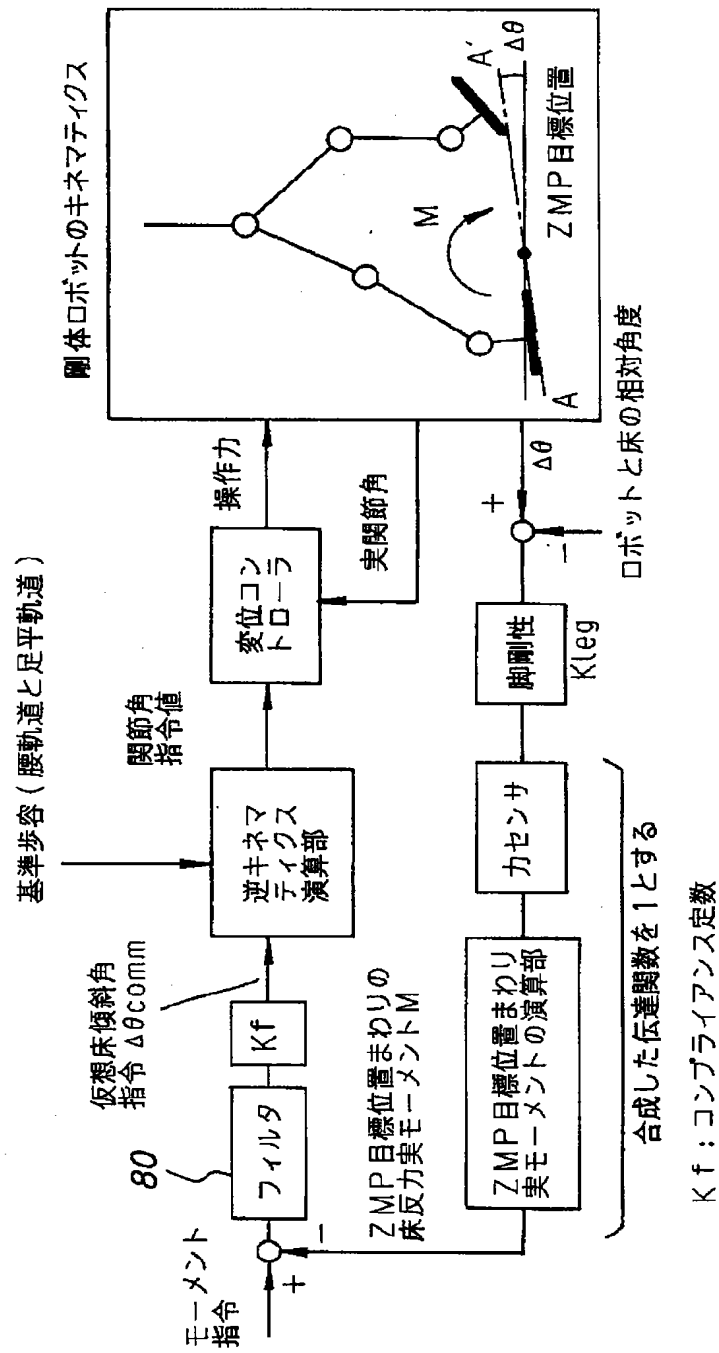 基準歩容(腰軌道と足平軌道)
剛体ロボットのキネマティクス
モーメント
指令
+
−
80
フィルタ
Kf
仮想床傾斜角
指令 Δθcomm
逆キネマ
ティクス
演算部
関節角
指令値
変位コン
トローラ
操作力
実関節角
M
A
A'
Δθ
ZMP目標位置
Δθ
+
−
ロボットと床の相対角度
脚剛性
Kleg
力センサ
ZMP目標位置まわり
実モーメントの演算部
ZMP目標位置まわりの
床反力実モーメントM
合成した伝達関数を1とする
Kf:コンプライアンス定数